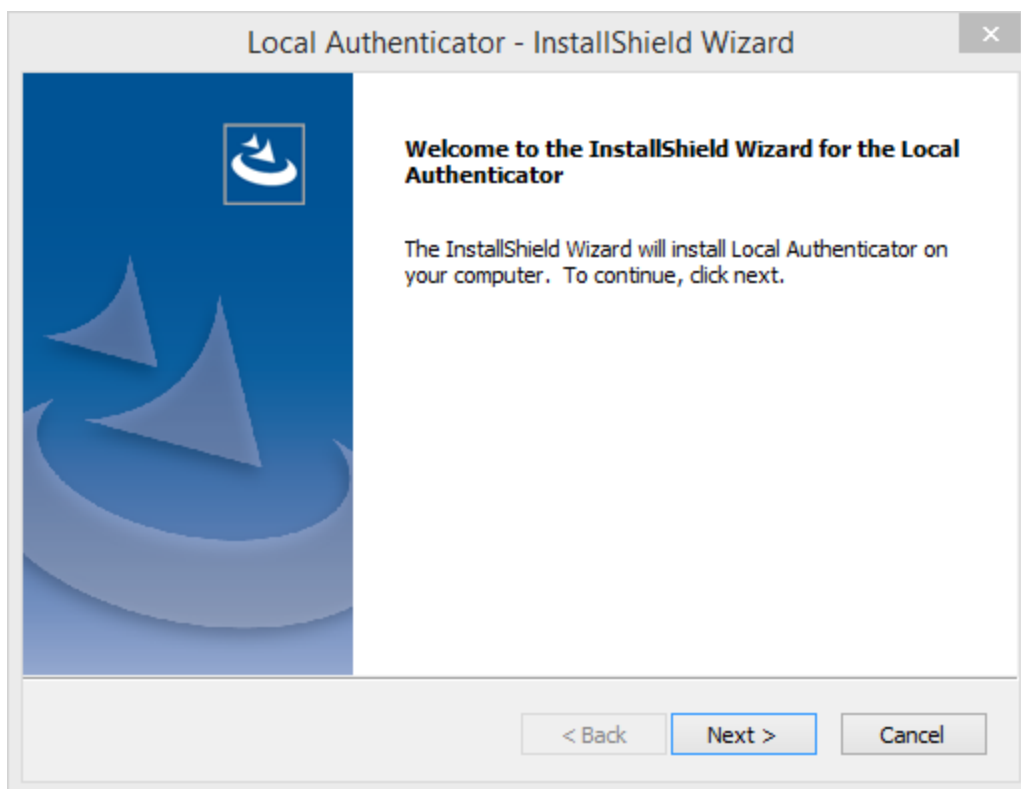 Local Authenticator - InstallShield Wizard
Welcome to the InstallShield Wizard for the Local
Authenticator
The InstallShield Wizard will install Local Authenticator on
your computer.  To continue, click next.
< Back   Next >   Cancel